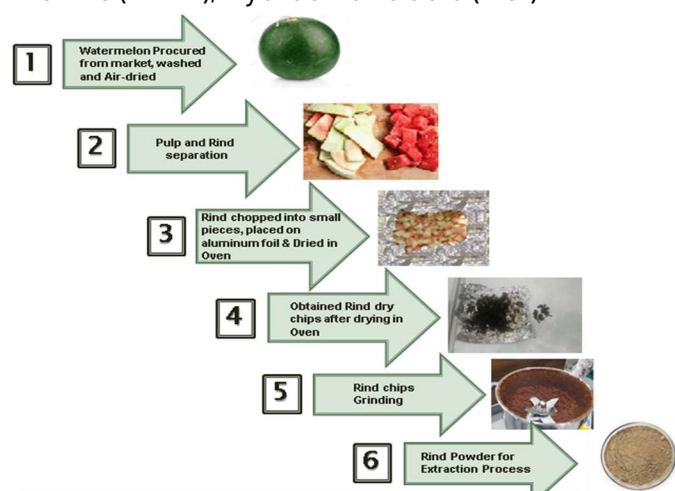 1
Watermelon Procured
from market, washed
and Air-dried
2
Pulp and Rind
separation
3
Rind chopped into small
pieces, placed on
aluminum foil & Dried in
Oven
4
Obtained Rind dry
chips after drying in
Oven
5
Rind chips
Grinding
6
Rind Powder for
Extraction Process